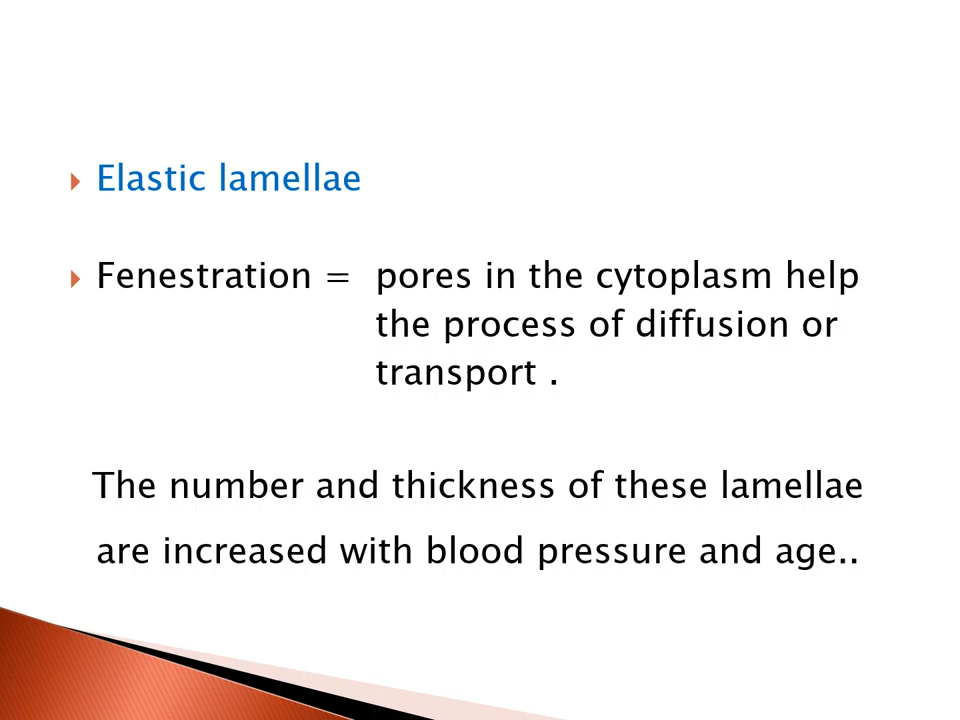 Elastic lamellae
Fenestration = pores in the cytoplasm help
the process of diffusion or
transport .
The number and thickness of these lamellae
are increased with blood pressure and age..